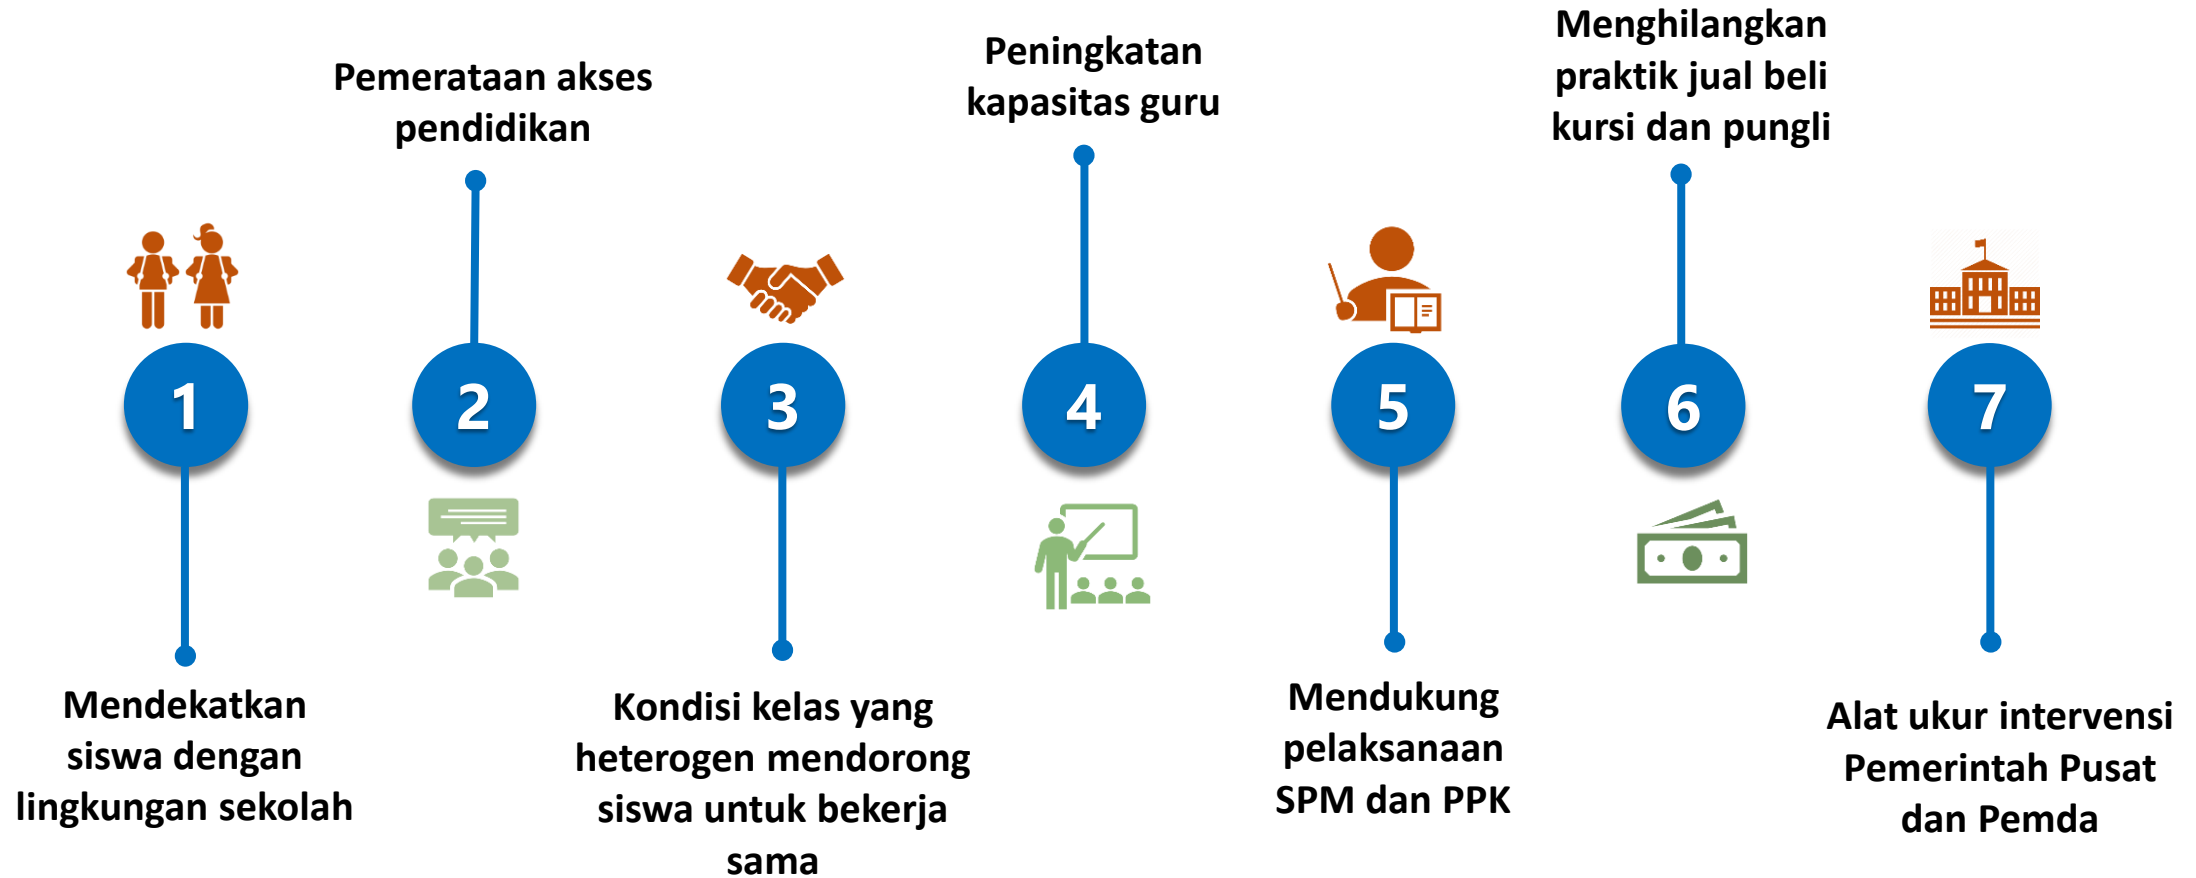 1
Mendekatkan
siswa dengan
lingkungan sekolah
Pemerataan akses
pendidikan
2
3
Kondisi kelas yang
heterogen mendorong
siswa untuk bekerja
sama
Peningkatan
kapasitas guru
4
5
Mendukung
pelaksanaan
SPM dan PPK
Menghilangkan
praktik jual beli
kursi dan pungli
6
7
Alat ukur intervensi
Pemerintah Pusat
dan Pemda